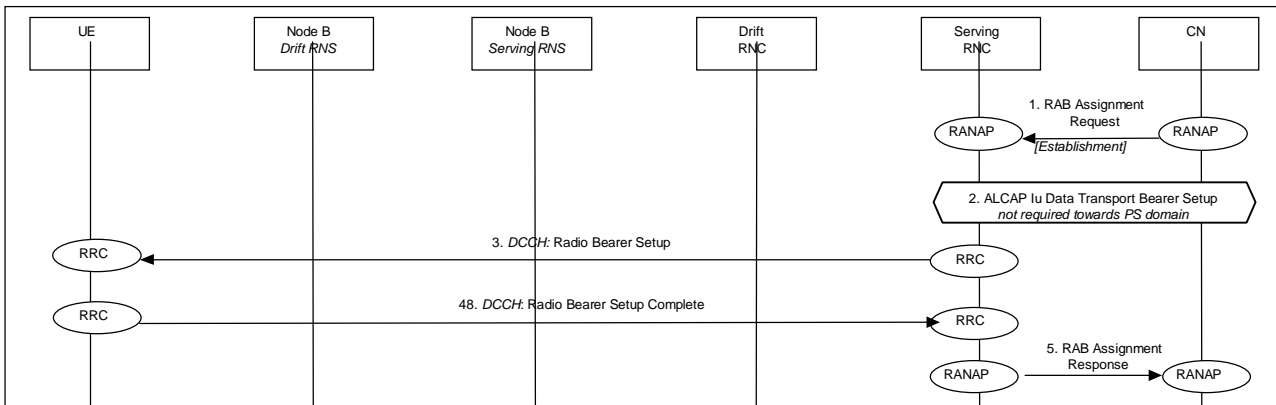 UE
Node B
Drift RNS
Node B
Serving RNS
Drift
RNC
Serving
RNC
CN
1. RAB Assignment
Request
RANAP
RANAP
[Establishment]
2. ALCAP Iu Data Transport Bearer Setup
not required towards PS domain
3. DCCH: Radio Bearer Setup
RRC
RRC
48. DCCH: Radio Bearer Setup Complete
RRC
RRC
5. RAB Assignment
Response
RANAP
RANAP